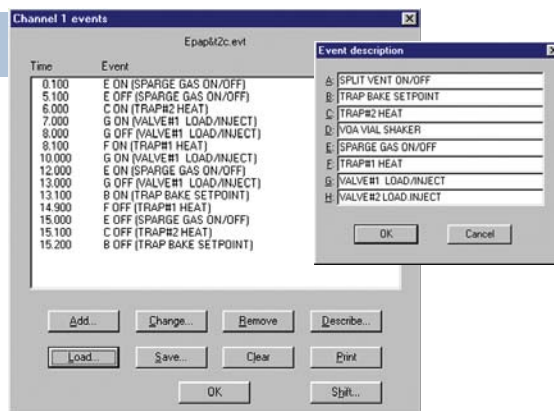 Channel 1 events
Epap&t2c.evt
Time Event
0.100 E ON (SPARGE GAS ON/OFF)
5.100 E OFF (SPARGE GAS ON/OFF)
6.000 C ON (TRAP#2 HEAT)
7.000 G ON (VALVE#1 LOAD/INJECT)
8.000 G OFF (VALVE#1 LOAD/INJECT)
8.100 F ON (TRAP#1 HEAT)
10.000 G ON (VALVE#1 LOAD/INJECT)
12.000 E ON (SPARGE GAS ON/OFF)
13.000 G OFF (VALVE#1 LOAD/INJECT)
13.100 B ON (TRAP BAKE SETPOINT)
14.900 F OFF (TRAP#1 HEAT)
15.000 E OFF (SPARGE GAS ON/OFF)
15.100 C OFF (TRAP#2 HEAT)
15.200 B OFF (TRAP BAKE SETPOINT)
Add... Change... Remove Describe...
Load... Save... Clear Print
OK Shift...
Event description
A: SPLIT VENT ON/OFF
B: TRAP BAKE SETPOINT
C: TRAP#2 HEAT
D: VOA VIAL SHAKER
E: SPARGE GAS ON/OFF
F: TRAP#1 HEAT
G: VALVE#1 LOAD/INJECT
H: VALVE#2 LOAD.INJECT
OK Cancel